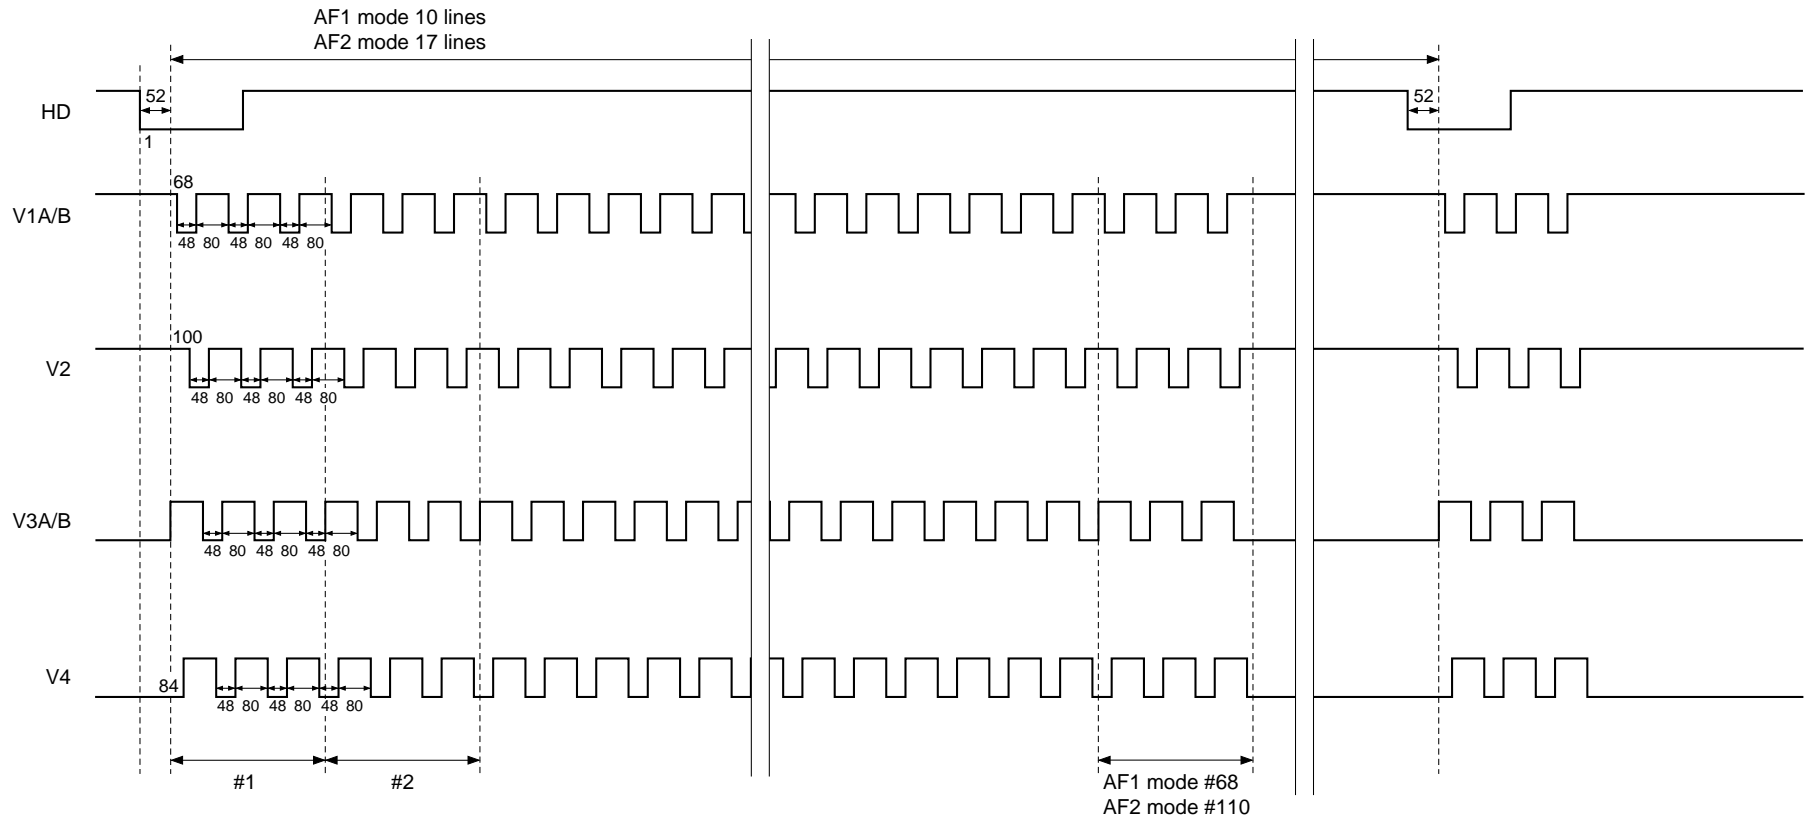 AF1 mode 10 lines
AF2 mode 17 lines
HD
52
1
52
V1A/B
68
48 80 48 80 48 80
V2
100
48 80 48 80 48 80
V3A/B
48 80 48 80 48 80
V4
84
48 80 48 80 48 80
#1
#2
AF1 mode #68
AF2 mode #110